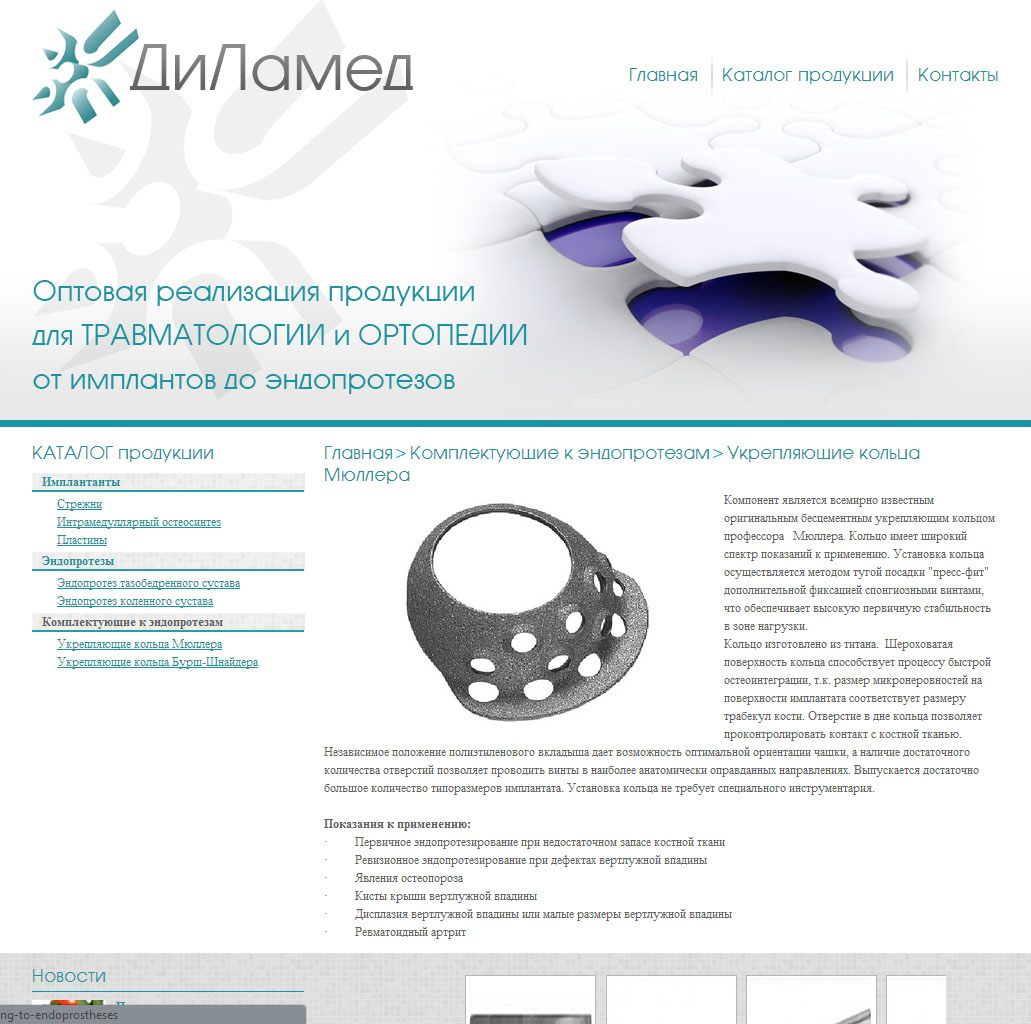 ДиЛамед
Главная
Каталог продукции
Контакты
Оптовая реализация продукции
для ТРАВМАТОЛОГИИ и ОРТОПЕДИИ
от имплантов до эндопротезов
КАТАЛОГ продукции
Имплантанты
Стрежни
Интрамедуллярный остеосинтез
Пластины
Эндопротезы
Эндопротез тазобедренного сустава
Эндопротез коленного сустава
Комплектующие к эндопротезам
Укрепляющие кольца Мюллера
Укрепляющие кольца Бурш-Шнайдера
Главная > Комплектующие к эндопротезам > Укрепляющие кольца
Мюллера
Компонент является всемирно известным
оригинальным бесцементным укрепляющим кольцом
профессора Мюллера. Кольцо имеет широкий
спектр показаний к применению. Установка кольца
осуществляется методом тугой посадки "пресс-фит"
дополнительной фиксацией спонгиозными винтами,
что обеспечивает высокую первичную стабильность
в зоне нагрузки.
Кольцо изготовлено из титана. Шероховатая
поверхность кольца способствует процессу быстрой
остеоинтеграции, т.к. размер микронеровностей на
поверхности имплантата соответствует размеру
трабекул кости. Отверстие в дне кольца позволяет
проконтролировать контакт с костной тканью.
Независимое положение полиэтиленового вкладыша дает возможность оптимальной ориентации чашки, а наличие достаточного
количества отверстий позволяет проводить винты в наиболее анатомически оправданных направлениях. Выпускается достаточно
большое количество типоразмеров имплантата. Установка кольца не требует специального инструментария.
Показания к применению:
· Первичное эндопротезирование при недостаточном запасе костной ткани
· Ревизионное эндопротезирование при дефектах вертлужной впадины
· Явления остеопороза
· Кисты крыши вертлужной впадины
· Дисплазия вертлужной впадины или малые размеры вертлужной впадины
· Ревматоидный артрит
Новости
ng-to-endoprostheses